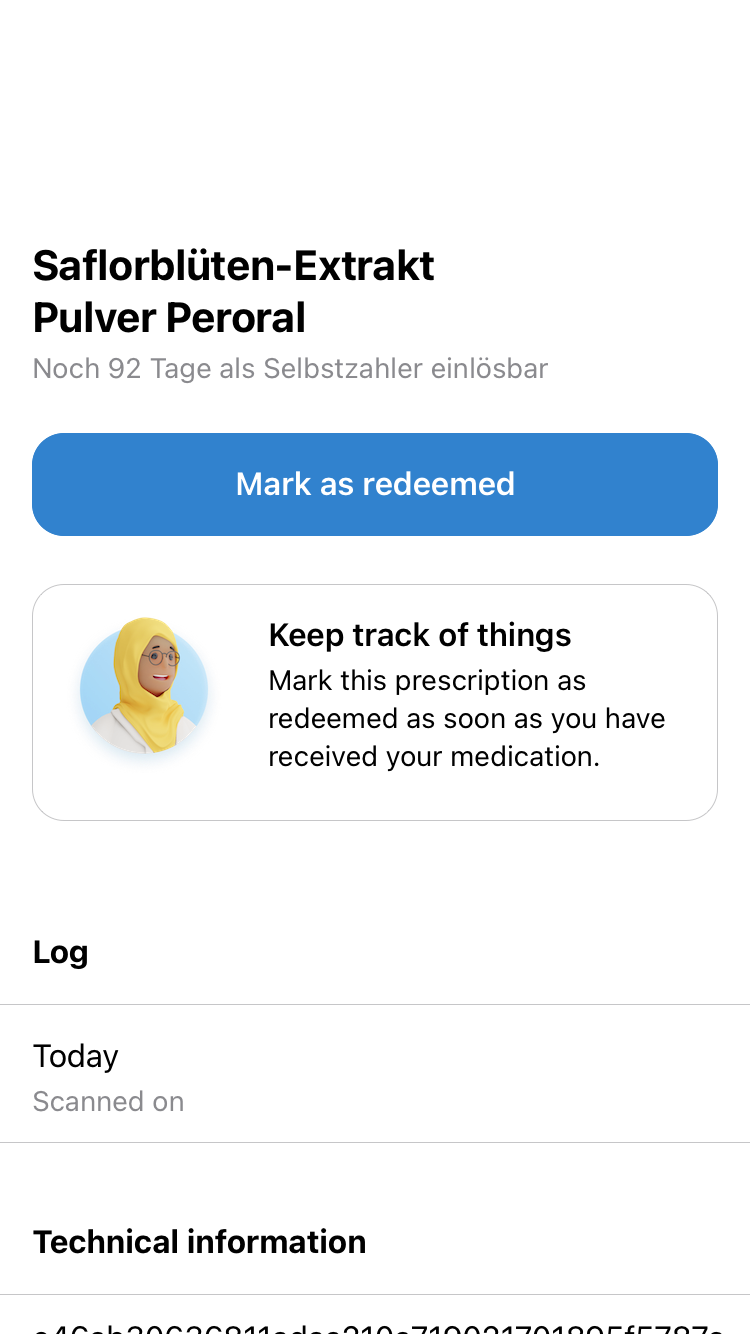 Saflorblüten-Extrakt
Pulver Peroral
Noch 92 Tage als Selbstzahler einlösbar
Mark as redeemed
Keep track of things
Mark this prescription as
redeemed as soon as you have
received your medication.
Log
Today
Scanned on
Technical information